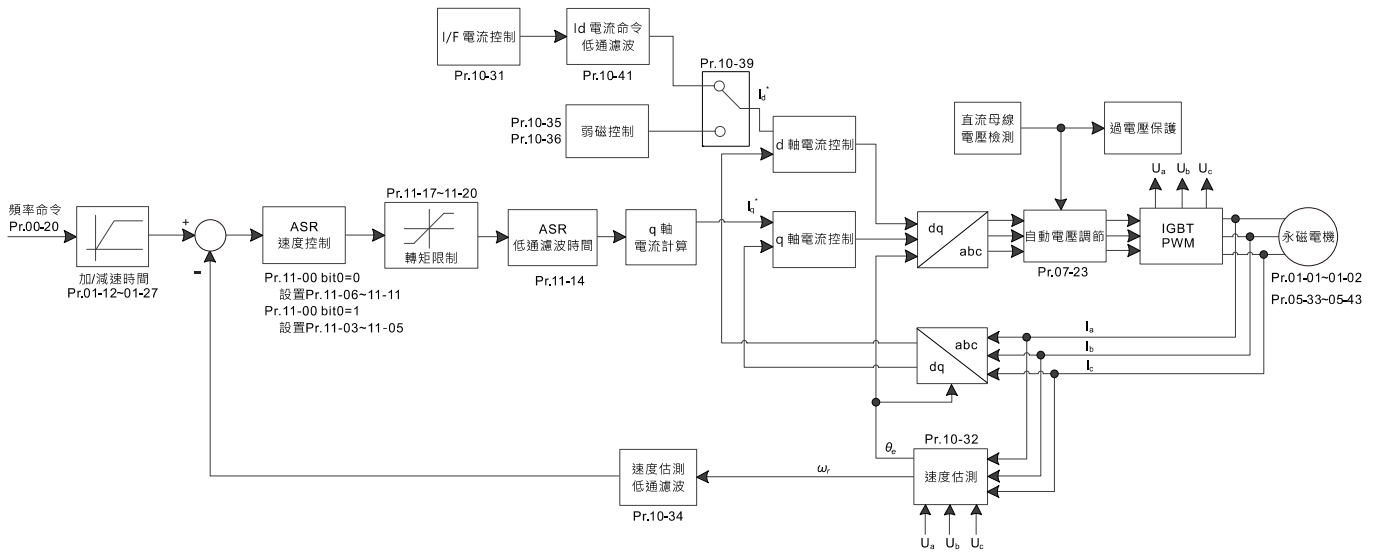 I/F 電流控制
Pr.10-31
Id 電流命令
低通濾波
Pr.10-41
Pr.10-39
Id*
Pr.10-35
Pr.10-36
弱磁控制
d 軸電流控制
直流母線
電壓檢測
過電壓保護
Ua
Ub
Uc
頻率命令
Pr.00-20
加/減速時間
Pr.01-12~01-27
+
-
ASR
速度控制
Pr.11-00 bit0=0
設置Pr.11-06~11-11
Pr.11-00 bit0=1
設置Pr.11-03~11-05
Pr.11-17~11-20
轉矩限制
ASR
低通濾波時間
Pr.11-14
q 軸
電流計算
Iq*
q 軸電流控制
dq
abc
自動電壓調節
Pr.07-23
IGBT
PWM
永磁電機
Pr.01-01~01-02
Pr.05-33~05-43
abc
dq
Ia
Ib
Ic
θe
Pr.10-32
速度估測
ωr
速度估測
低通濾波
Pr.10-34
Ua
Ub
Uc